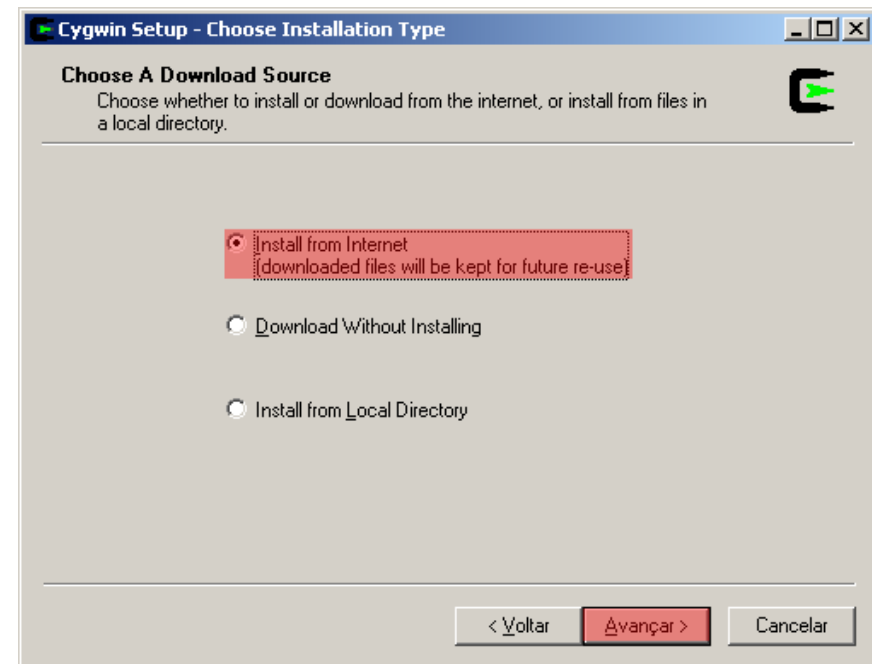 Cygwin Setup - Choose Installation Type
Choose A Download Source
Choose whether to install or download from the internet, or install from files in
a local directory.
Install from Internet
(downloaded files will be kept for future re-use)
Download Without Installing
Install from Local Directory
< Voltar Avançar > Cancelar